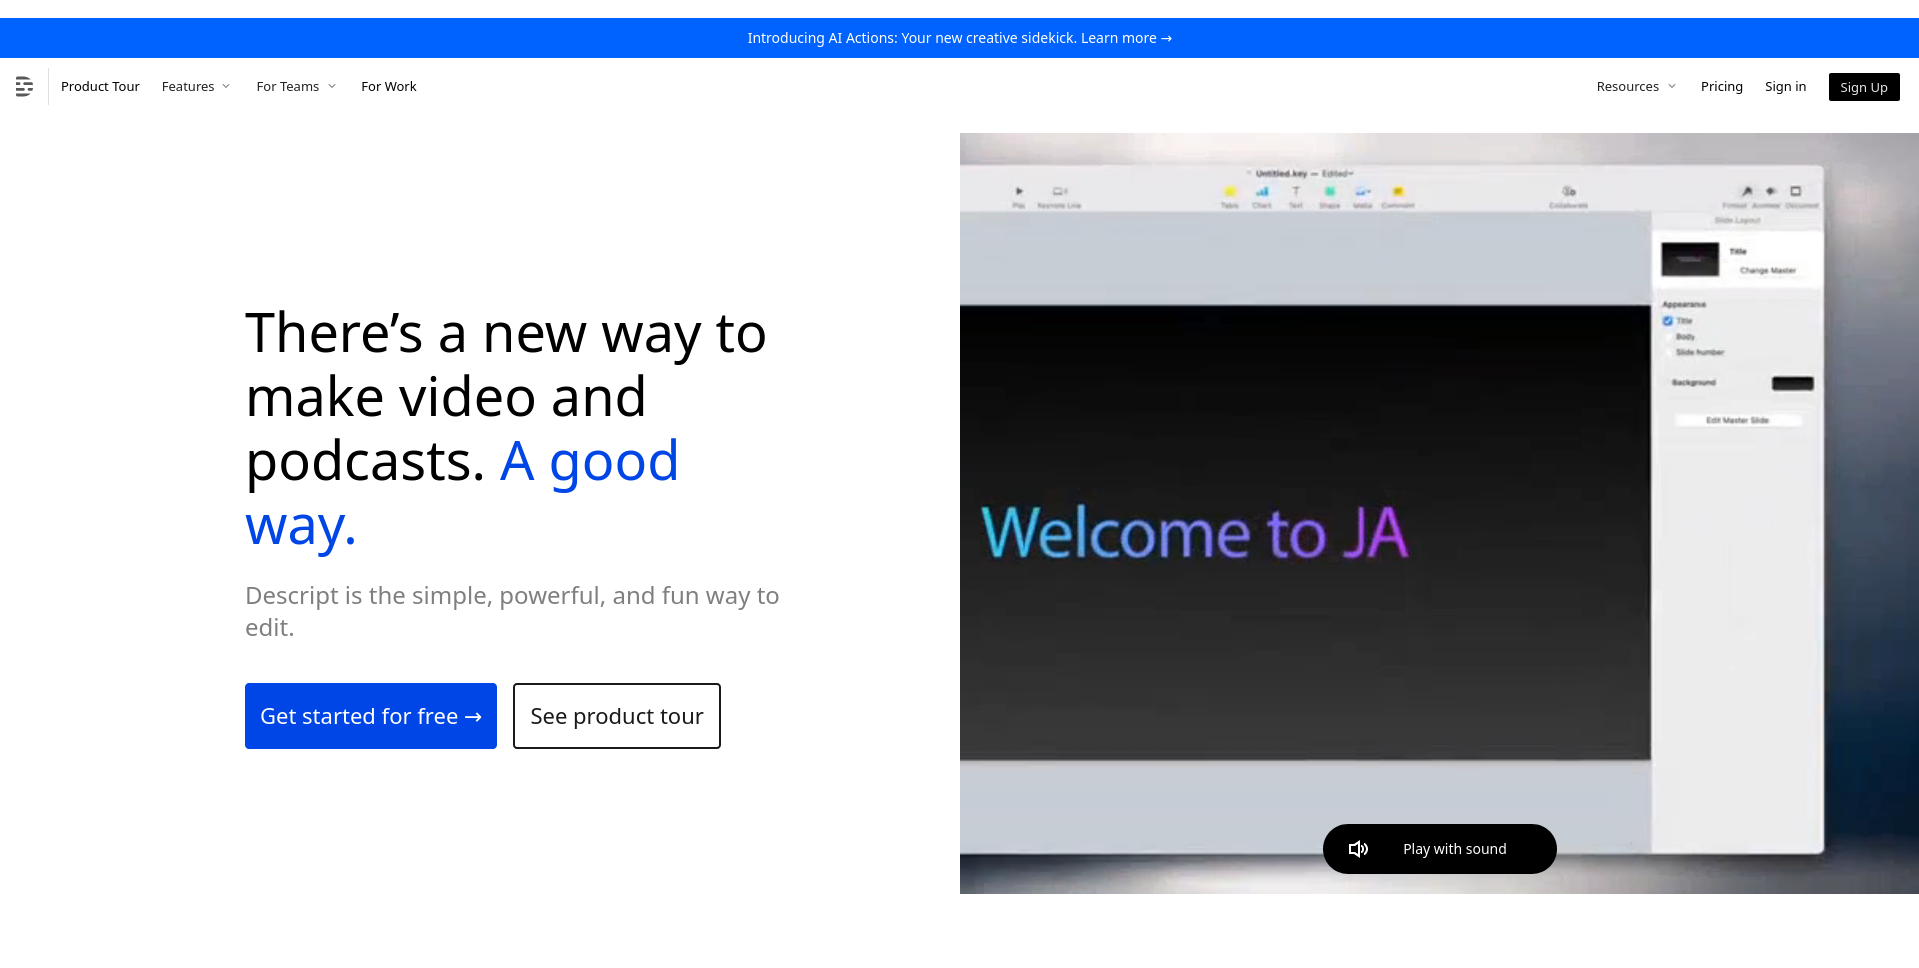 Introducing AI Actions: Your new creative sidekick. Learn more →
Product Tour
Features
For Teams
For Work
Resources
Pricing
Sign in
Sign Up
There’s a new way to
make video and
podcasts. A good
way.
Descript is the simple, powerful, and fun way to
edit.
Get started for free →
See product tour
Untitled.key — Edited
Play
Keynote Live
Table
Chart
Text
Shape
Media
Comment
Collaborate
Format
Animate
Document
Slide Layout
Title
Change Master
Appearance
Title
Body
Slide number
Background
Edit Master Slide
Welcome to JA
Play with sound